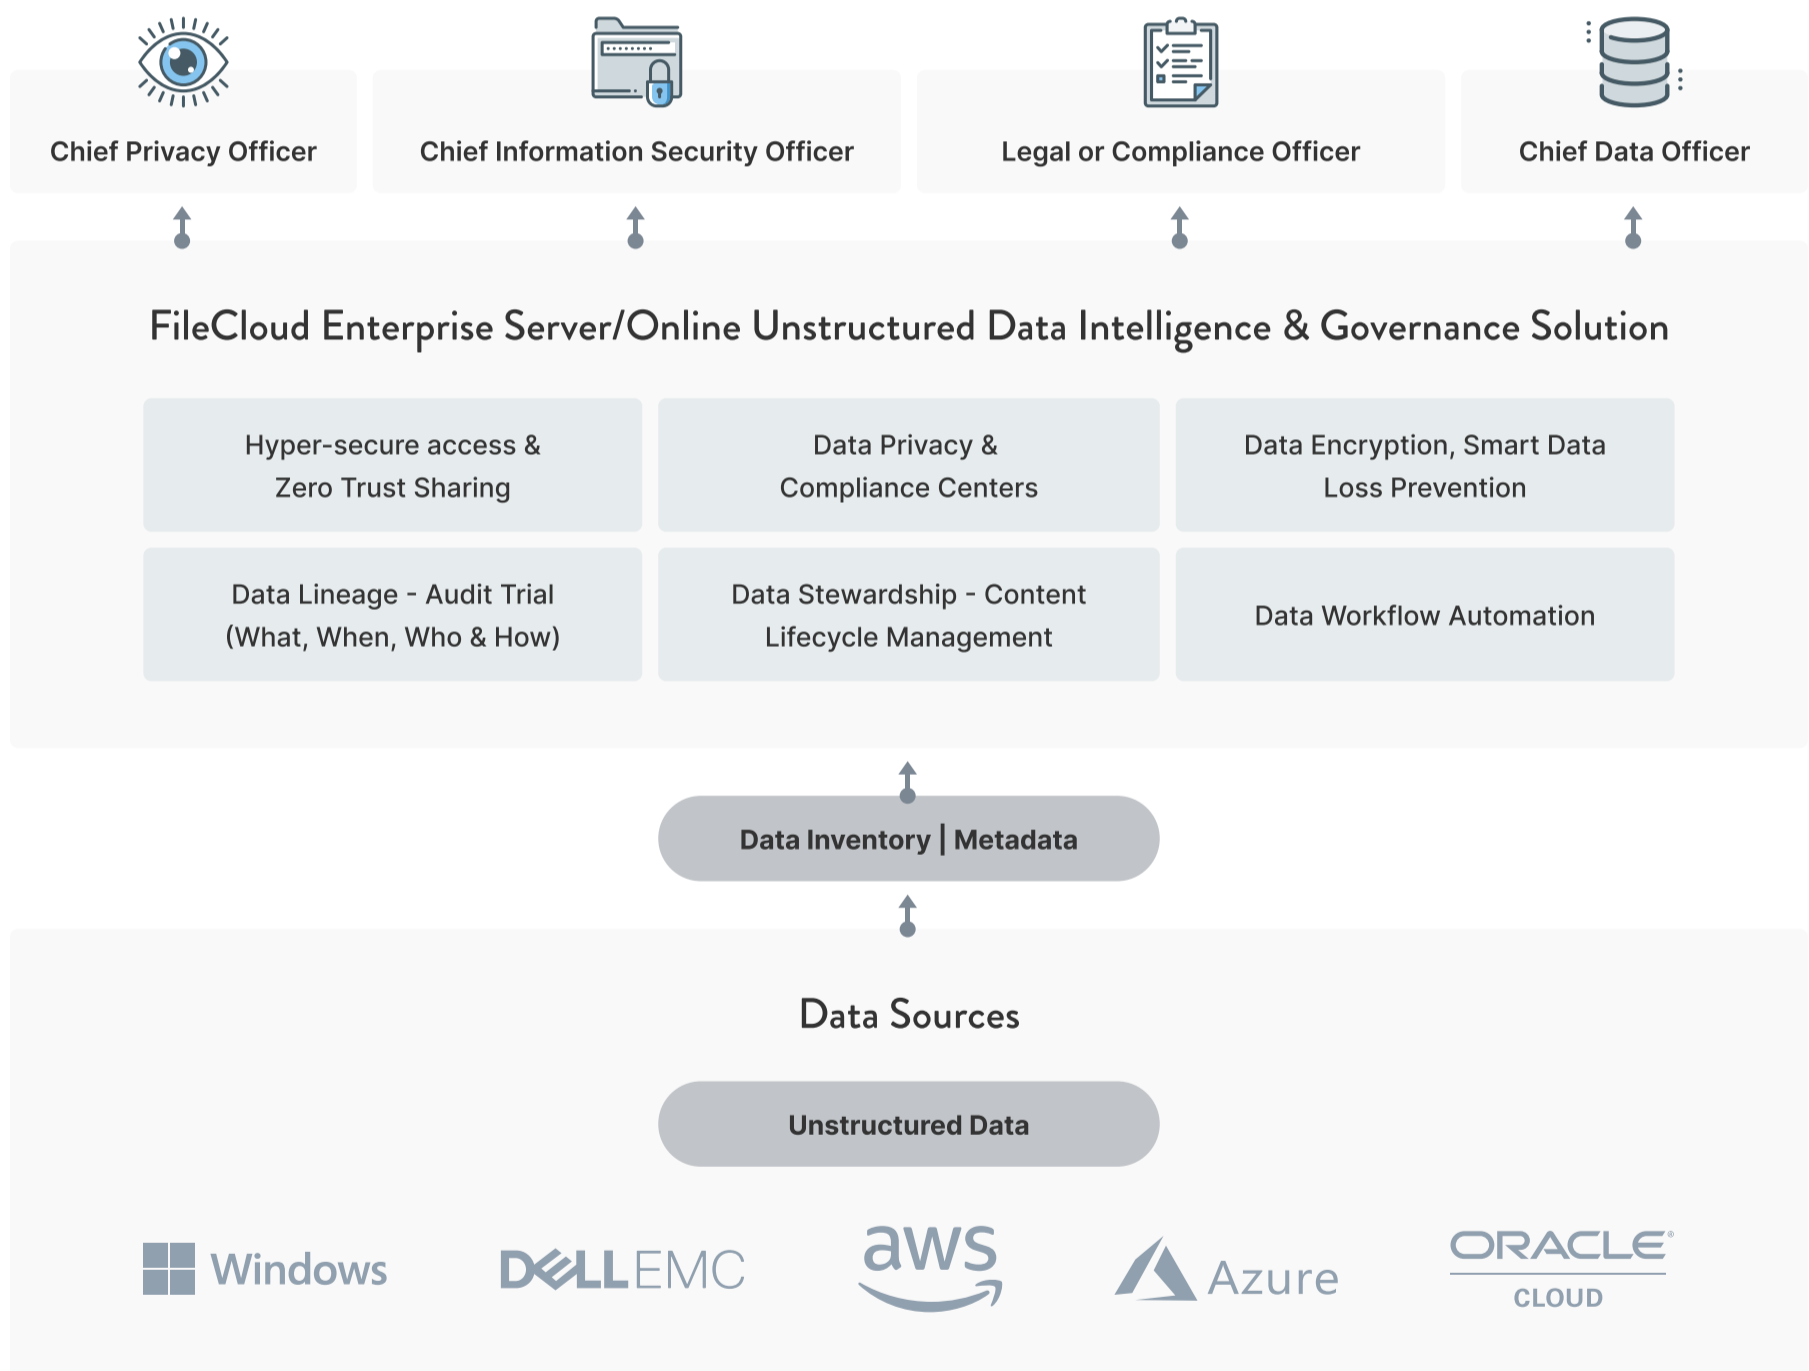 Chief Privacy Officer
Chief Information Security Officer
Legal or Compliance Officer
Chief Data Officer
FileCloud Enterprise Server/Online Unstructured Data Intelligence & Governance Solution
Hyper-secure access &
Zero Trust Sharing
Data Privacy &
Compliance Centers
Data Encryption, Smart Data
Loss Prevention
Data Lineage - Audit Trial
(What, When, Who & How)
Data Stewardship - Content
Lifecycle Management
Data Workflow Automation
Data Inventory | Metadata
Data Sources
Unstructured Data
Windows
DELL EMC
aws
Azure
ORACLE®
CLOUD